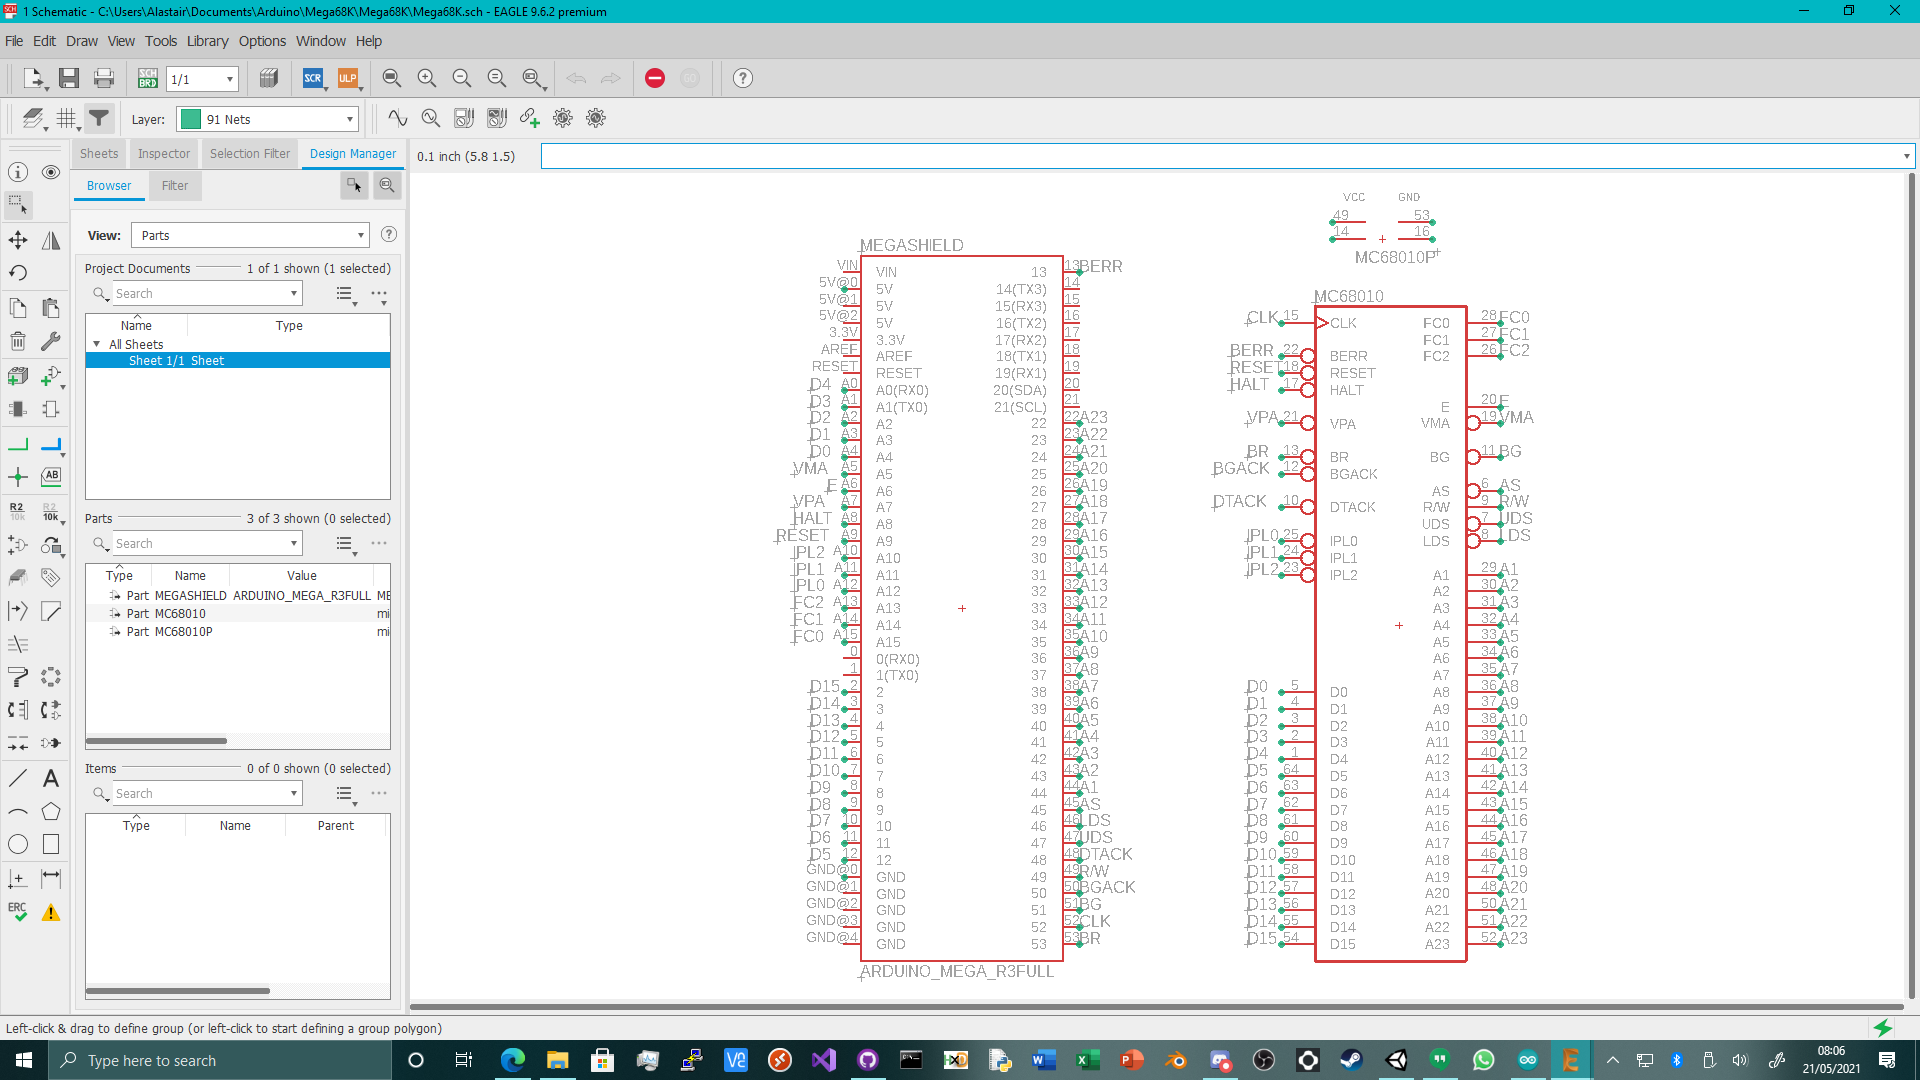 1 Schematic - C:\Users\Alastair\Documents\Arduino\Mega68K\Mega68K\Mega68K.sch - EAGLE 9.6.2 premium
File Edit Draw View Tools Library Options Window Help
SCH BRD 1/1 SCR ULP
Layer: 91 Nets
Sheets Inspector Selection Filter Design Manager
0.1 inch (5.8 1.5)
Browser Filter
View: Parts
Project Documents 1 of 1 shown (1 selected)
Search
Name Type
All Sheets
Sheet 1/1 Sheet
Parts 3 of 3 shown (0 selected)
Search
Type Name Value
Part MEGASHIELD ARDUINO_MEGA_R3FULL ME
Part MC68010 mi
Part MC68010P mi
Items 0 of 0 shown (0 selected)
Search
Type Name Parent
R2 10k R2 10k
ERC
MEGASHIELD
VIN VIN 13 13 BERR
5V@0 5V 14(TX3) 14
5V@1 5V 15(RX3) 15
5V@2 5V 16(TX2) 16
3.3V 3.3V 17(RX2) 17
AREF AREF 18(TX1) 18
RESET RESET 19(RX1) 19
D4 A0 A0(RX0) 20(SDA) 20
D3 A1 A1(TX0) 21(SCL) 21
D2 A2 A2 22 22 A23
D1 A3 A3 23 23 A22
D0 A4 A4 24 24 A21
VMA A5 A5 25 25 A20
E A6 A6 26 26 A19
VPA A7 A7 27 27 A18
HALT A8 A8 28 28 A17
RESET A9 A9 29 29 A16
IPL2 A10 A10 30 30 A15
IPL1 A11 A11 31 31 A14
IPL0 A12 A12 32 32 A13
FC2 A13 A13 33 33 A12
FC1 A14 A14 34 34 A11
FC0 A15 A15 35 35 A10
0 0(RX0) 36 36 A9
1 1(TX0) 37 37 A8
D15 2 2 38 38 A7
D14 3 3 39 39 A6
D13 4 4 40 40 A5
D12 5 5 41 41 A4
D11 6 6 42 42 A3
D10 7 7 43 43 A2
D9 8 8 44 44 A1
D8 9 9 45 45 AS
D7 10 10 46 46 LDS
D6 11 11 47 47 UDS
D5 12 12 48 48 DTACK
GND@0 GND 49 49 R/W
GND@1 GND 50 50 BGACK
GND@2 GND 51 51 BG
GND@3 GND 52 52 CLK
GND@4 GND 53 53 BR
ARDUINO_MEGA_R3FULL
VCC GND
49 53
14 16
MC68010P
MC68010
CLK 15 CLK FC0 28 FC0
FC1 27 FC1
BERR 22 BERR FC2 26 FC2
RESET 18 RESET
HALT 17 HALT
E 20 E
VPA 21 VPA VMA 19 VMA
BR 13 BR BG 11 BG
BGACK 12 BGACK
AS 6 AS
DTACK 10 DTACK R/W 9 R/W
UDS 7 UDS
IPL0 25 IPL0 LDS 8 LDS
IPL1 24 IPL1
IPL2 23 IPL2 A1 29 A1
A2 30 A2
A3 31 A3
A4 32 A4
A5 33 A5
A6 34 A6
A7 35 A7
D0 5 D0 A8 36 A8
D1 4 D1 A9 37 A9
D2 3 D2 A10 38 A10
D3 2 D3 A11 39 A11
D4 1 D4 A12 40 A12
D5 64 D5 A13 41 A13
D6 63 D6 A14 42 A14
D7 62 D7 A15 43 A15
D8 61 D8 A16 44 A16
D9 60 D9 A17 45 A17
D10 59 D10 A18 46 A18
D11 58 D11 A19 47 A19
D12 57 D12 A20 48 A20
D13 56 D13 A21 50 A21
D14 55 D14 A22 51 A22
D15 54 D15 A23 52 A23
Left-click & drag to define group (or left-click to start defining a group polygon)
Type here to search
08:06
21/05/2021